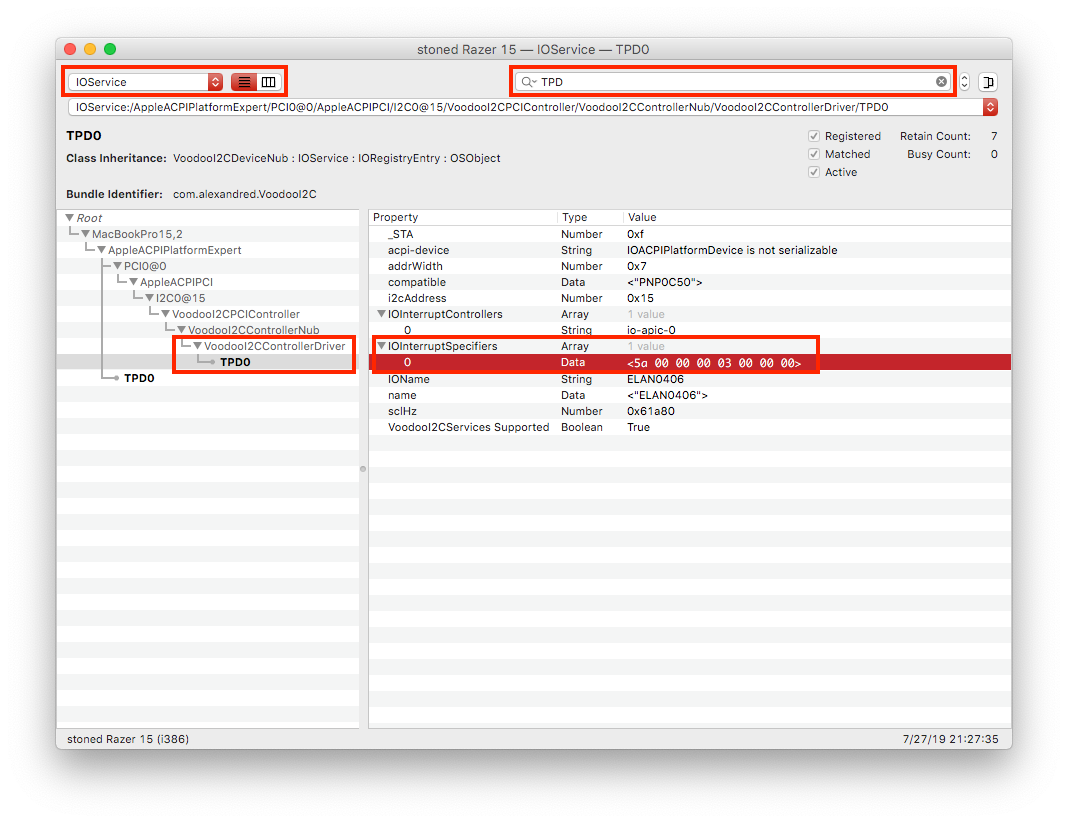 stoned Razer 15 — IOService — TPD0
IOService
TPD
IOService:/AppleACPIPlatformExpert/PCI0@0/AppleACPIPCI/I2C0@15/VoodooI2CPCIController/VoodooI2CControllerNub/VoodooI2CControllerDriver/TPD0
TPD0
Class Inheritance: VoodooI2CDeviceNub : IOService : IORegistryEntry : OSObject
Bundle Identifier: com.alexandred.VoodooI2C
Registered Retain Count: 7
Matched Busy Count: 0
Active
Root
MacBookPro15,2
AppleACPIPlatformExpert
PCI0@0
AppleACPIPCI
I2C0@15
VoodooI2CPCIController
VoodooI2CControllerNub
VoodooI2CControllerDriver
TPD0
TPD0
Property Type Value
_STA Number 0xf
acpi-device String IOACPIPlatformDevice is not serializable
addrWidth Number 0x7
compatible Data <"PNP0C50">
i2cAddress Number 0x15
IOInterruptControllers Array 1 value
0 String io-apic-0
IOInterruptSpecifiers Array 1 value
0 Data <5a 00 00 00 03 00 00 00>
IOName String ELAN0406
name Data <"ELAN0406">
sclHz Number 0x61a80
VoodooI2CServices Supported Boolean True
stoned Razer 15 (i386)
7/27/19 21:27:35